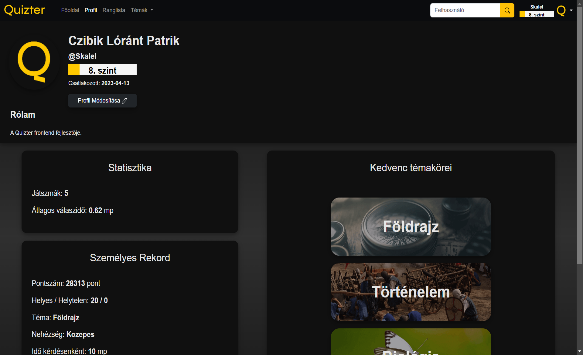 Quizter Főoldal Profil Ranglista Témák Felhasználó Skalel
8. szint
Czibik Lóránt Patrik
@Skalel
8. szint
Csatlakozott: 2023-04-13
Profil Módosítása
Rólam
A Quizter frontend fejlesztője.
Statisztika
Játszmák: 5
Átlagos válaszidő: 0.62 mp
Személyes Rekord
Pontszám: 28313 pont
Helyes / Helytelen: 20 / 0
Téma: Földrajz
Nehézség: Közepes
Idő kérdésenként: 10 mp
Kedvenc témakörei
Földrajz
Történelem
Biológia